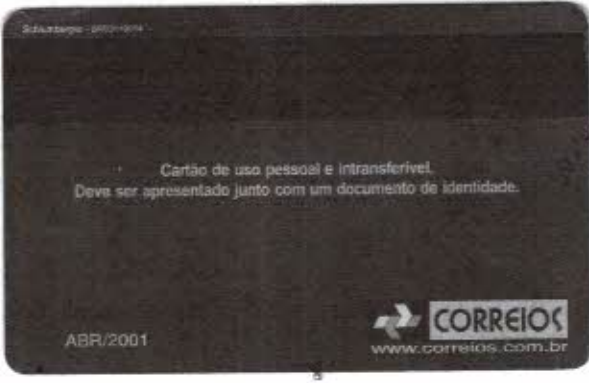 Cartão de uso pessoal e intransferível.
Deve ser apresentado junto com um documento de identidade.
ABR/2001
CORREIOS
www.correios.com.br